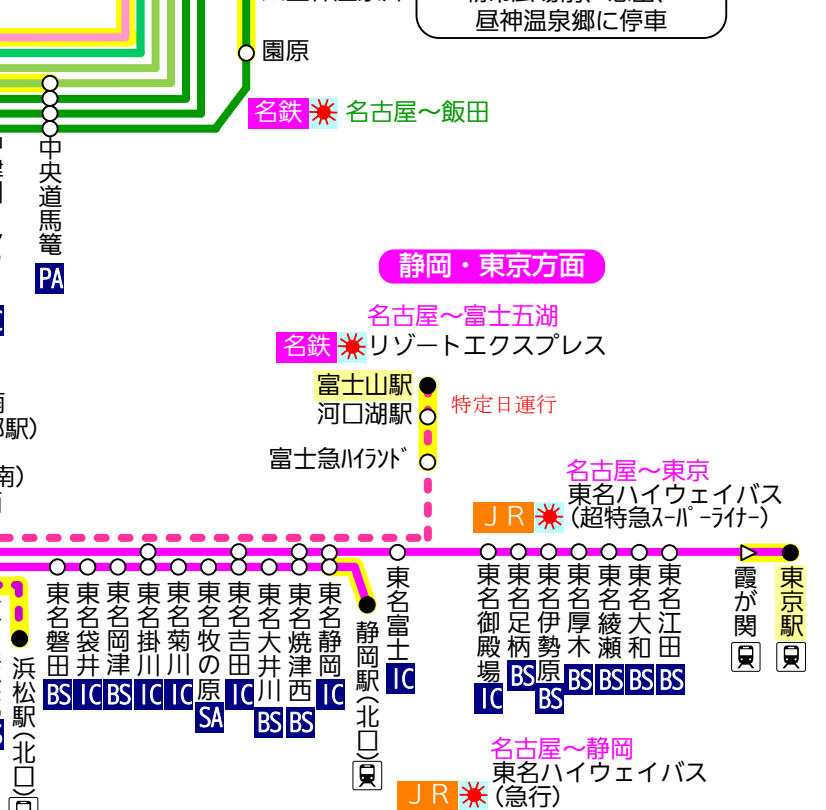 昼神温泉郷に停車
園原
名鉄 名古屋～飯田
中央道馬籠
PA
静岡・東京方面
名古屋～富士五湖
名鉄 リゾートエクスプレス
富士山駅
河口湖駅
特定日運行
富士急ﾊｲﾗﾝﾄﾞ
駅)
南)
名古屋～東京
東名ハイウェイバス
JR (超特急ｽｰﾊﾟｰﾗｲﾅｰ)
東名磐田 BS
東名袋井 IC
東名岡津 BS
東名掛川 IC
東名菊川 IC
東名牧の原 SA
東名吉田 IC
東名大井川 BS
東名焼津西 BS
東名静岡 IC
静岡駅(北口)
東名富士 IC
東名御殿場 IC
東名足柄 BS
東名伊勢原 BS
東名厚木 BS
東名綾瀬 BS
東名大和 BS
東名江田 BS
霞が関
東京駅
浜松駅(北口)
名古屋～静岡
東名ハイウェイバス
JR (急行)